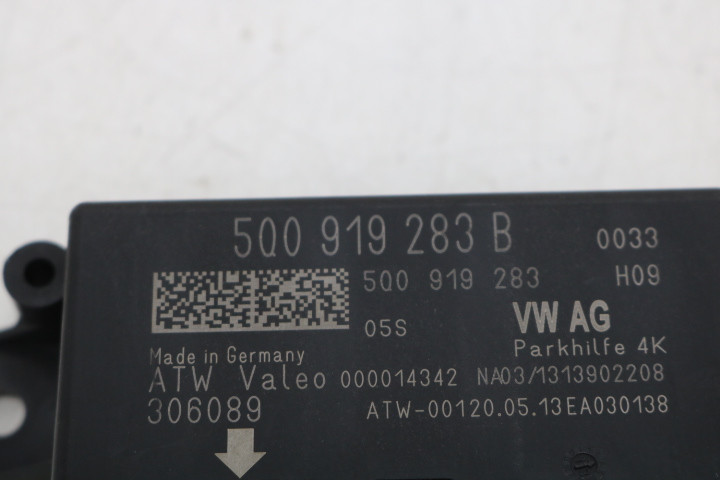 5Q0 919 283 B 0033
5Q0 919 283 H09
05S VW AG
Parkhilfe 4K
Made in Germany
ATW Valeo 000014342 NA03/1313902208
306089 ATW-00120.05.13EA030138